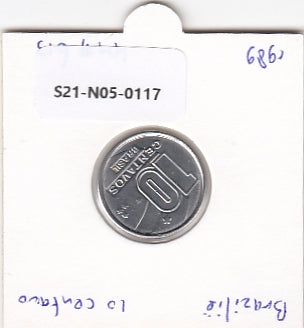 1989
S21-N05-0117
10
CENTAVOS
BRASIL
10 centavo
Brazilië